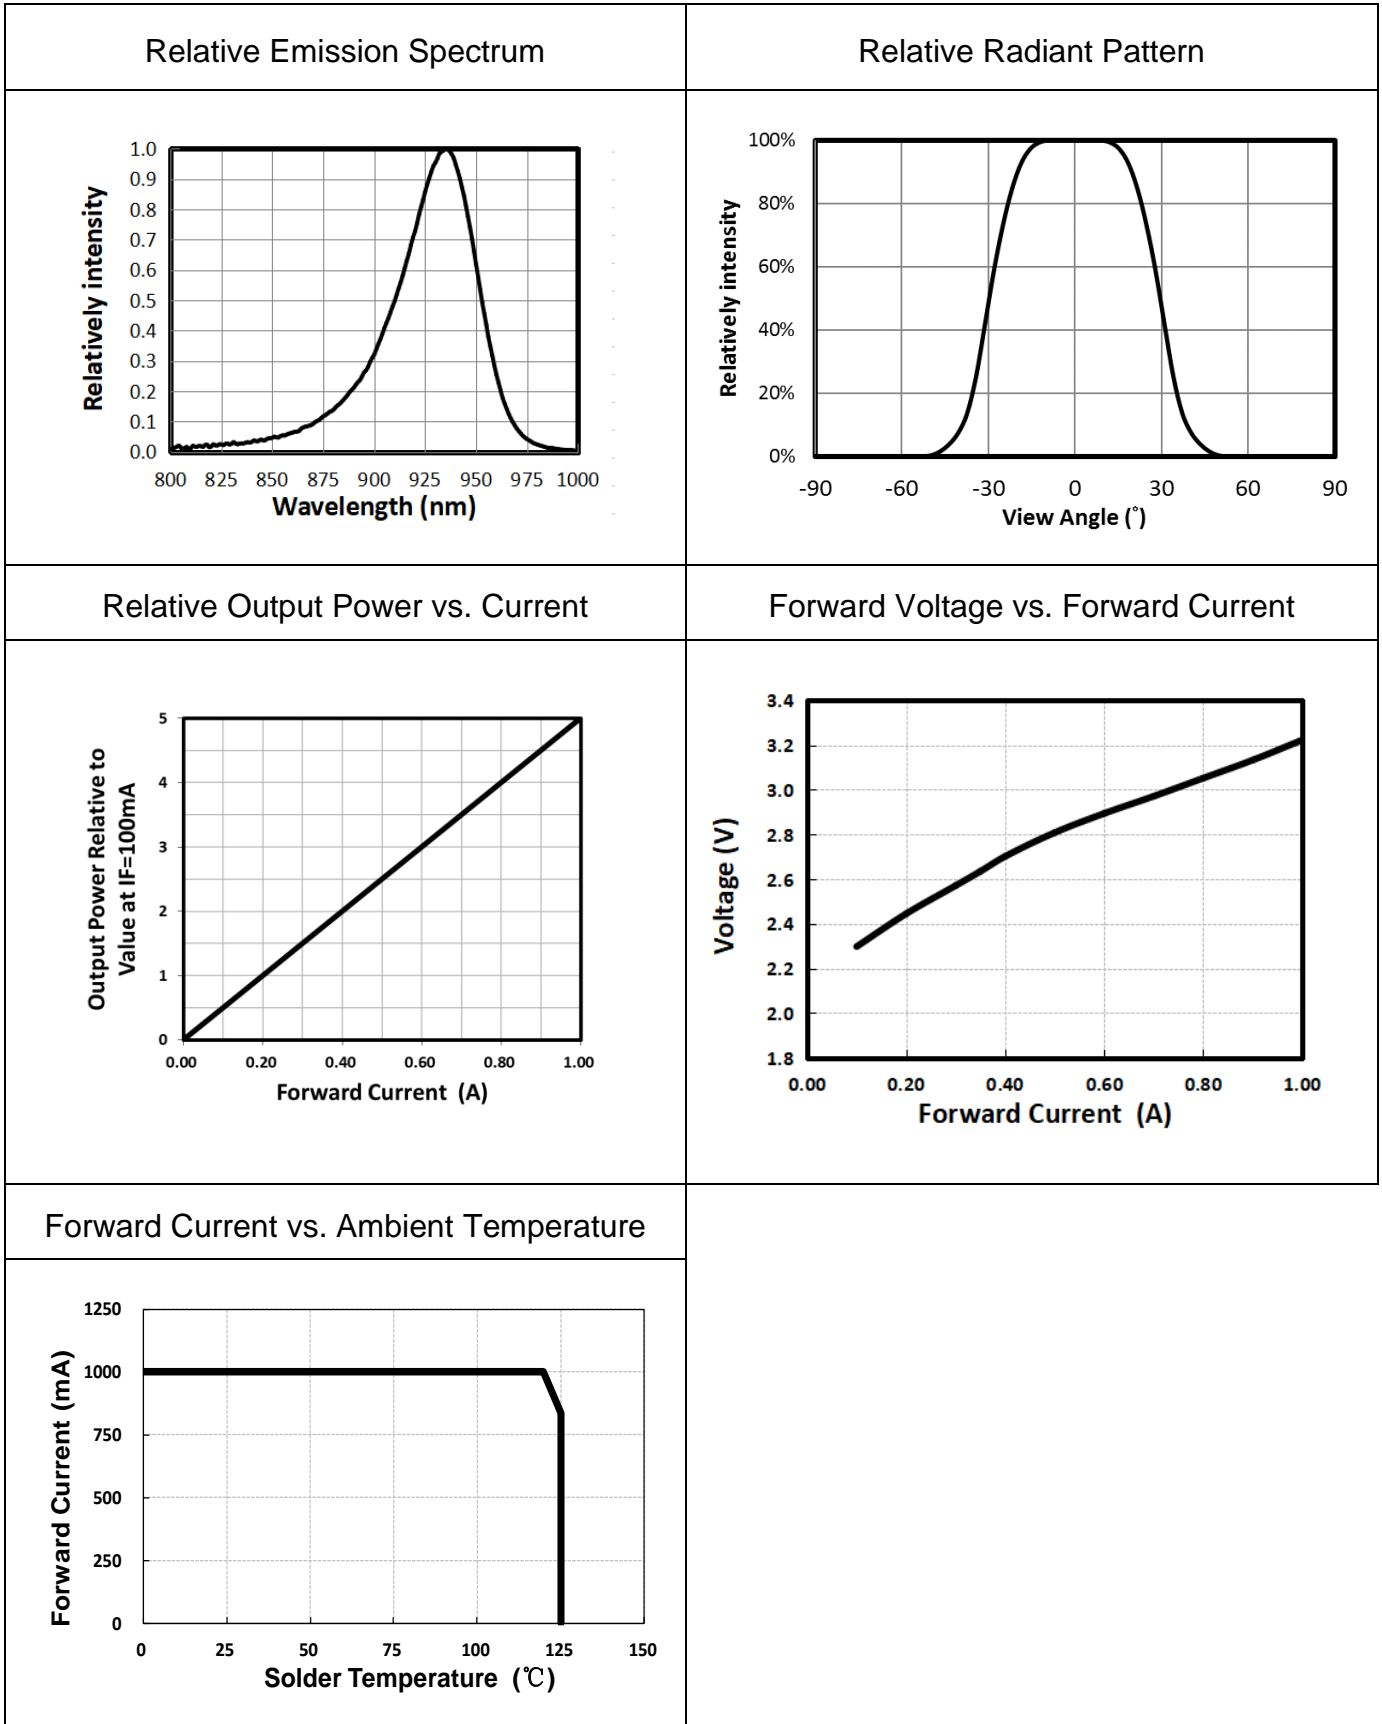 Relative Emission Spectrum
Relative Radiant Pattern
Relatively intensity
1.0
0.9
0.8
0.7
0.6
0.5
0.4
0.3
0.2
0.1
0.0
800 825 850 875 900 925 950 975 1000
Wavelength (nm)
Relatively intensity
100%
80%
60%
40%
20%
0%
-90 -60 -30 0 30 60 90
View Angle (°)
Relative Output Power vs. Current
Forward Voltage vs. Forward Current
Output Power Relative to
Value at IF=100mA
5
4
3
2
1
0
0.00 0.20 0.40 0.60 0.80 1.00
Forward Current (A)
Voltage (V)
3.4
3.2
3.0
2.8
2.6
2.4
2.2
2.0
1.8
0.00 0.20 0.40 0.60 0.80 1.00
Forward Current (A)
Forward Current vs. Ambient Temperature
Forward Current (mA)
1250
1000
750
500
250
0
0 25 50 75 100 125 150
Solder Temperature (℃)